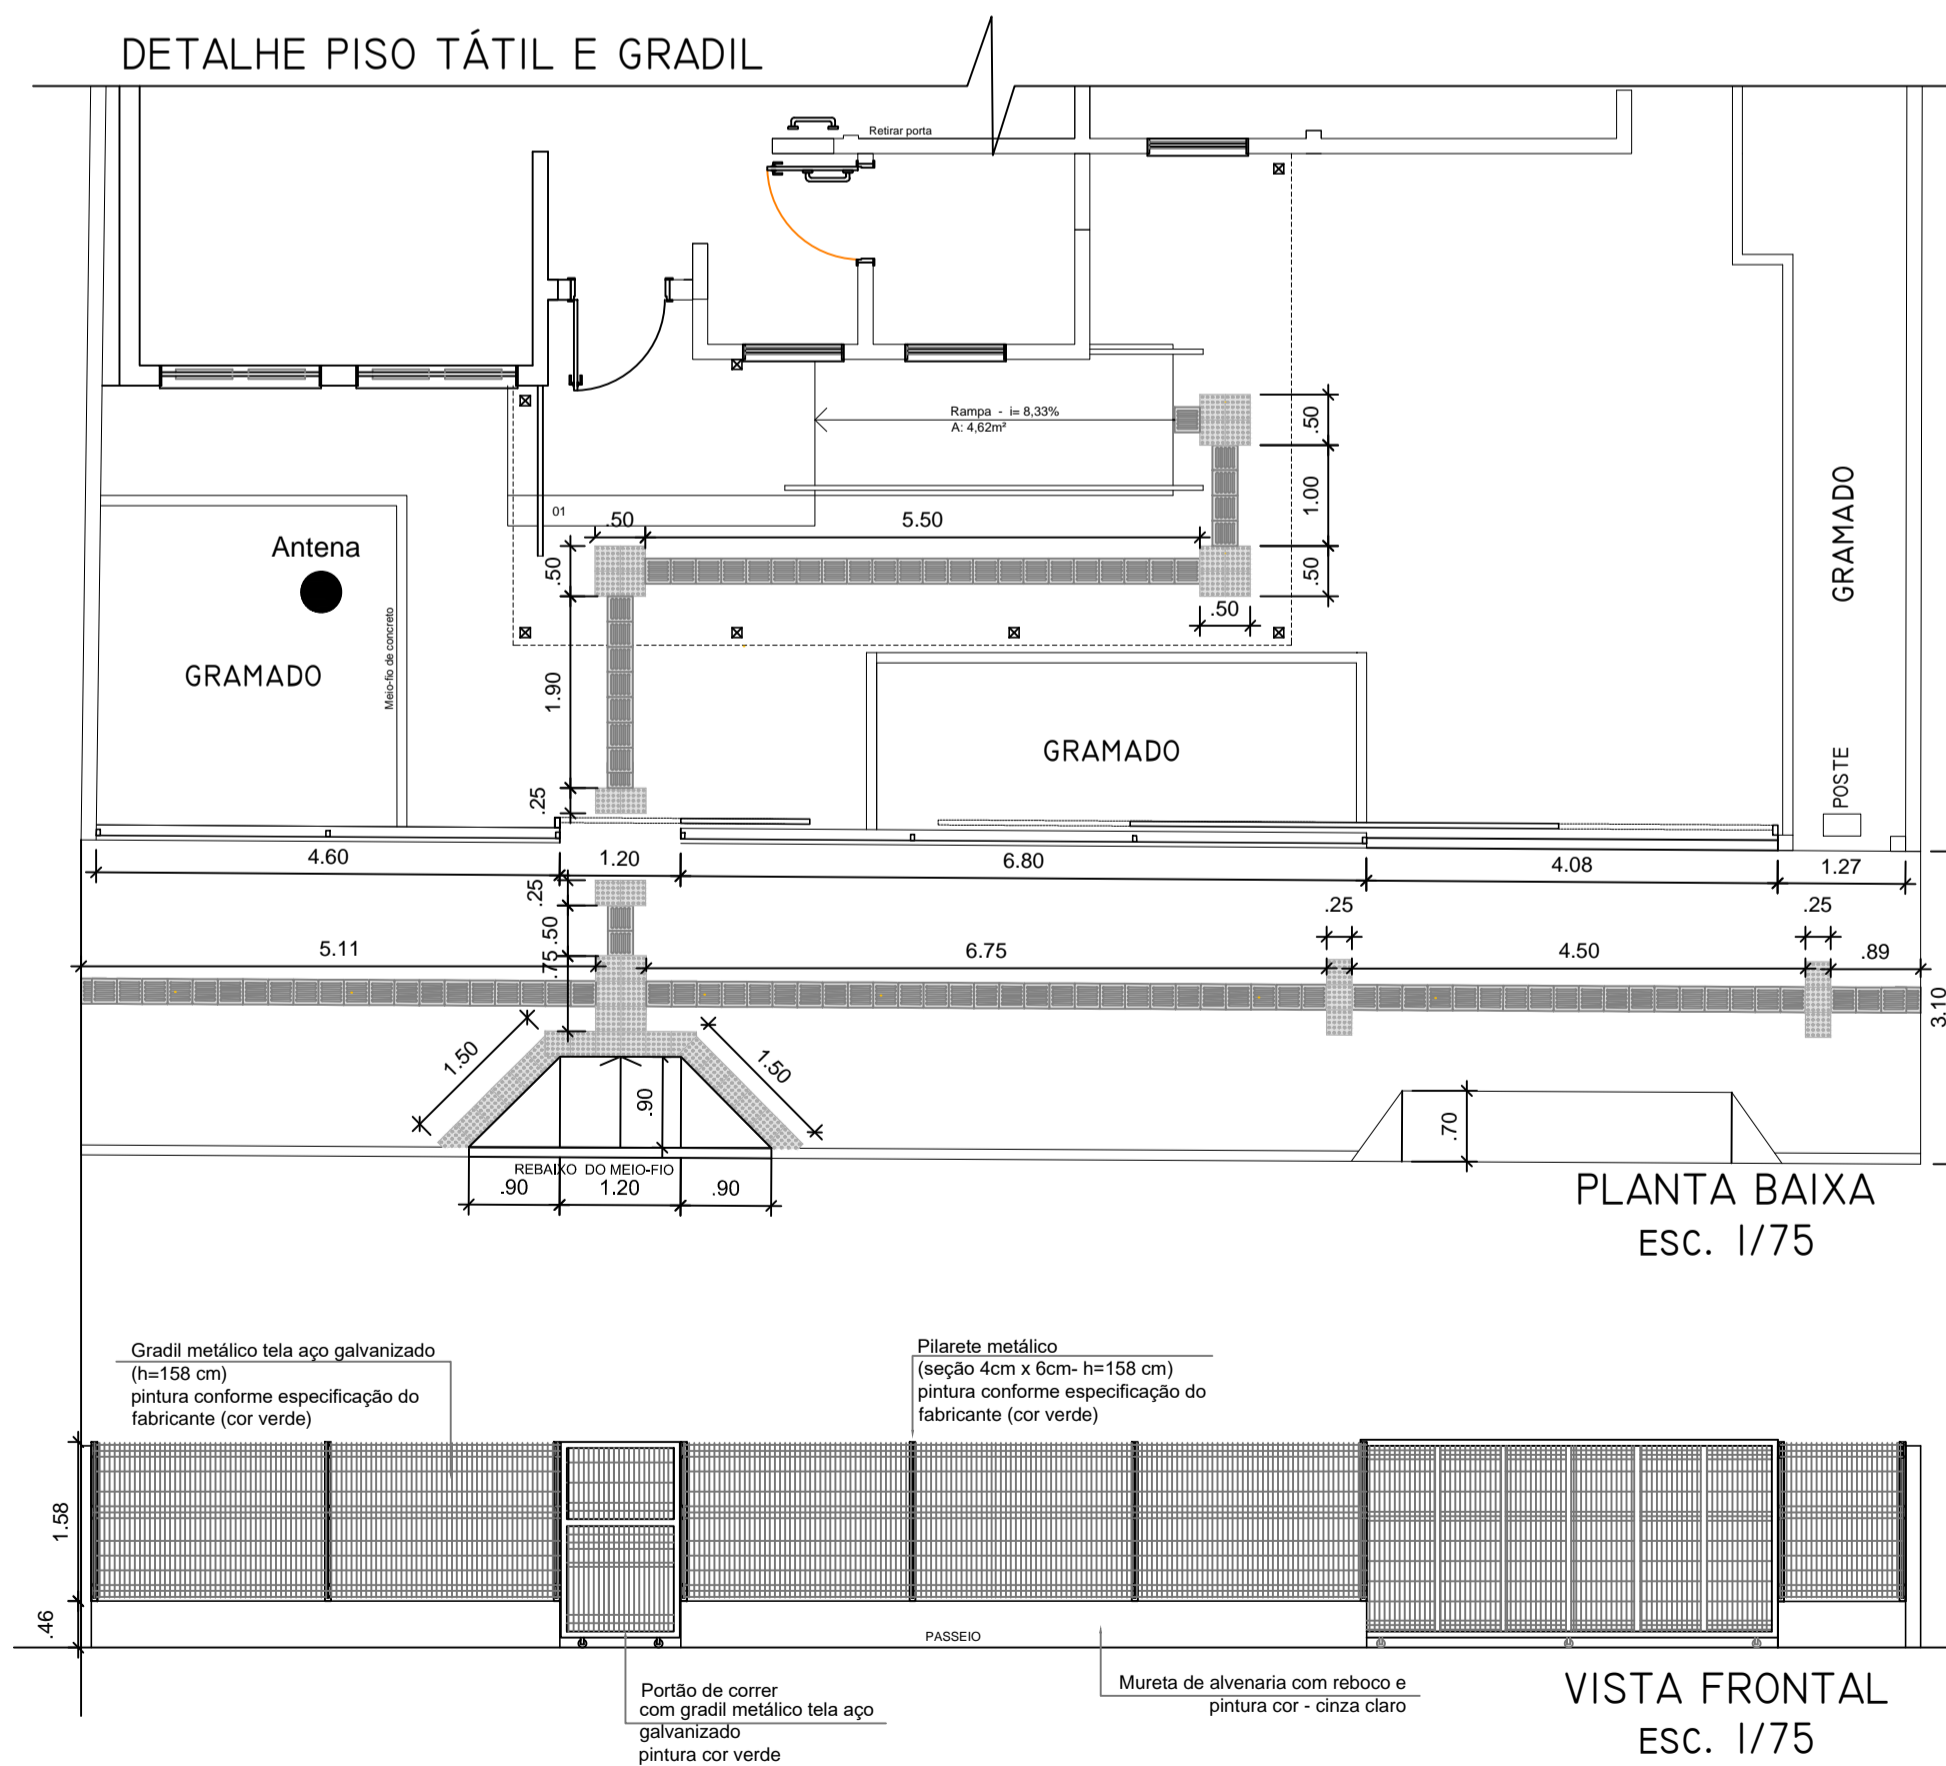 DETALHE PISO TÁTIL E GRADIL
Retirar porta
Rampa - i= 8,33%
A: 4,62m²
.50
1.00
.50
.50
01
.50
5.50
.50
1.90
.25
Antena
GRAMADO
Meio-fio de concreto
GRAMADO
GRAMADO
POSTE
4.60
1.20
6.80
4.08
1.27
.25
.50
.75
.25
.25
5.11
6.75
4.50
.89
3.10
1.50
1.50
.90
.70
REBAIXO DO MEIO-FIO
.90
1.20
.90
PLANTA BAIXA
ESC. 1/75
Gradil metálico tela aço galvanizado
(h=158 cm)
pintura conforme especificação do
fabricante (cor verde)
Pilarete metálico
(seção 4cm x 6cm- h=158 cm)
pintura conforme especificação do
fabricante (cor verde)
1.58
.46
PASSEIO
Portão de correr
com gradil metálico tela aço
galvanizado
pintura cor verde
Mureta de alvenaria com reboco e
pintura cor - cinza claro
VISTA FRONTAL
ESC. 1/75